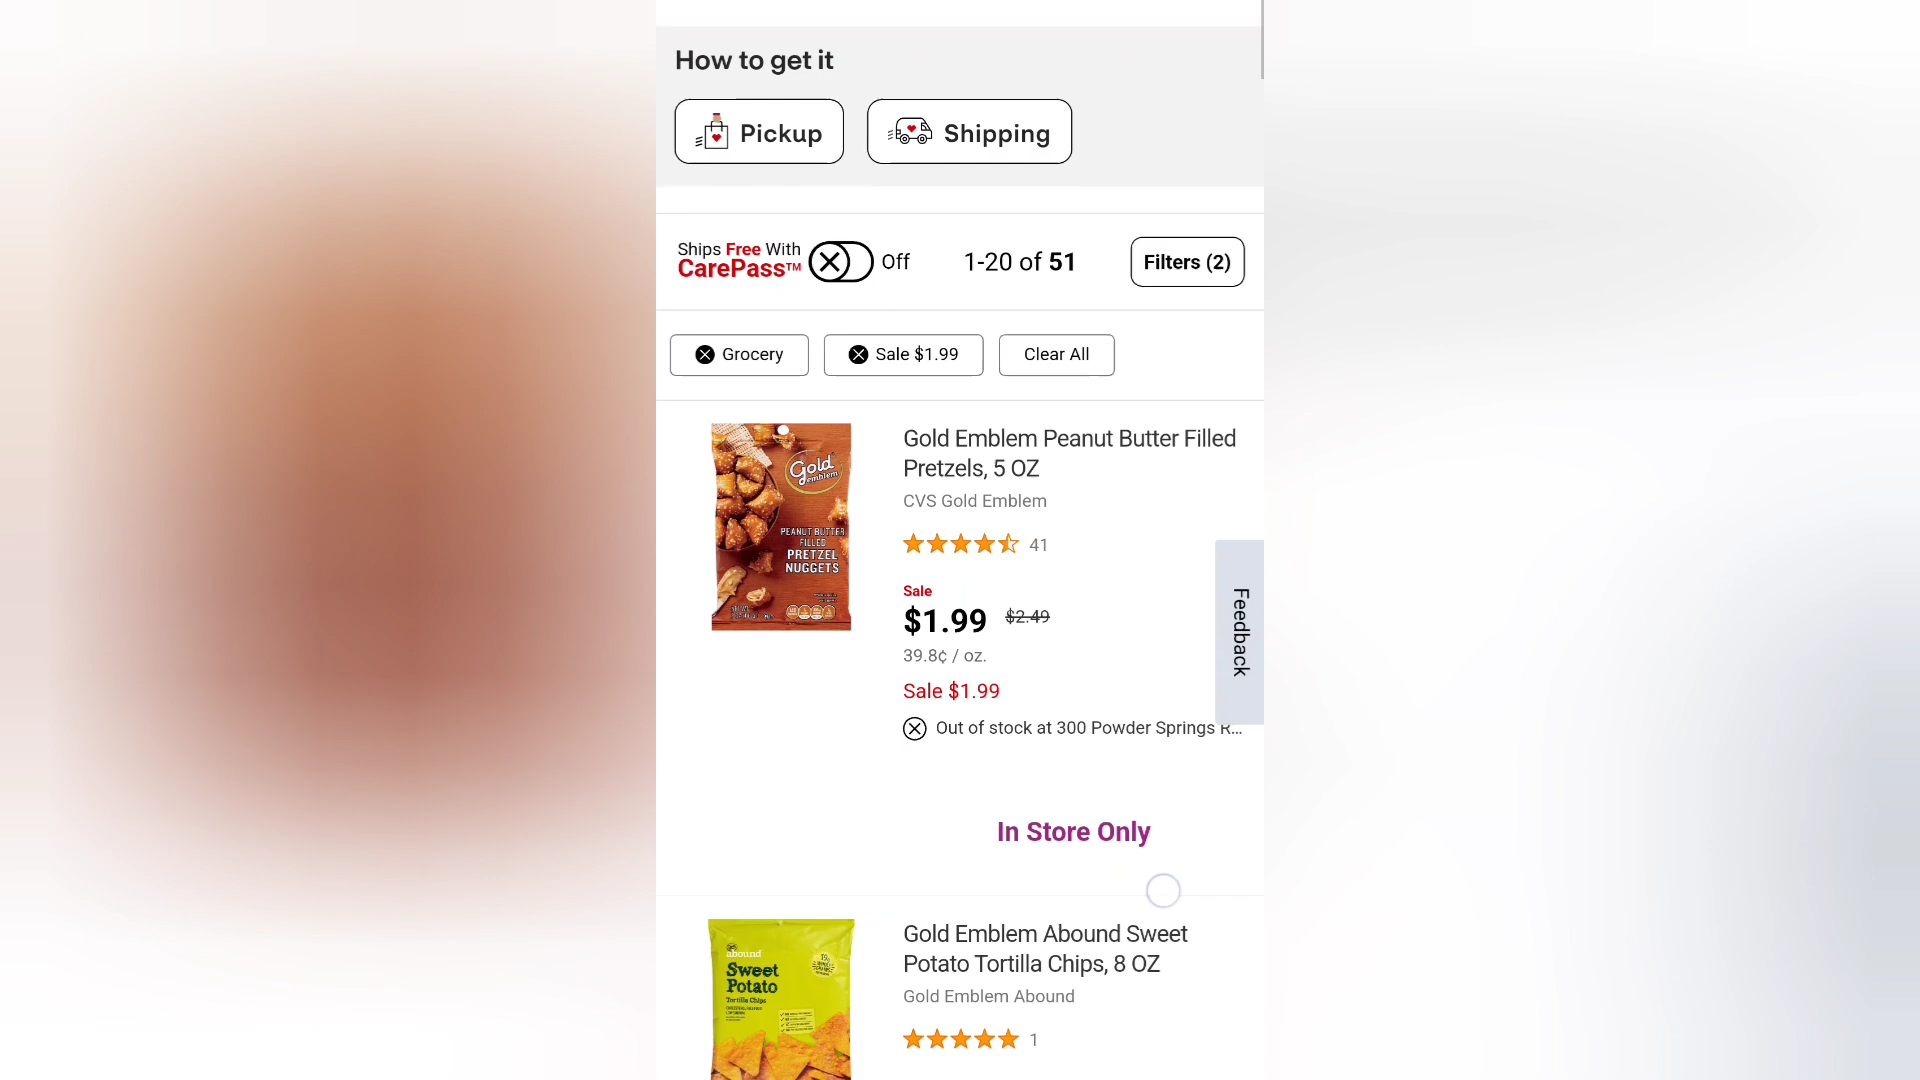 How to get it
Pickup
Shipping
Ships Free With
CarePass™
Off
1-20 of 51
Filters (2)
Grocery
Sale $1.99
Clear All
Gold Emblem Peanut Butter Filled
Pretzels, 5 OZ
CVS Gold Emblem
41
Sale
$1.99 $2.49
39.8¢ / oz.
Sale $1.99
Out of stock at 300 Powder Springs R...
In Store Only
Feedback
Gold
emblem
PEANUT BUTTER
FILLED
PRETZEL
NUGGETS
Gold Emblem Abound Sweet
Potato Tortilla Chips, 8 OZ
Gold Emblem Abound
1
abound
Sweet
Potato
Tortilla Chips